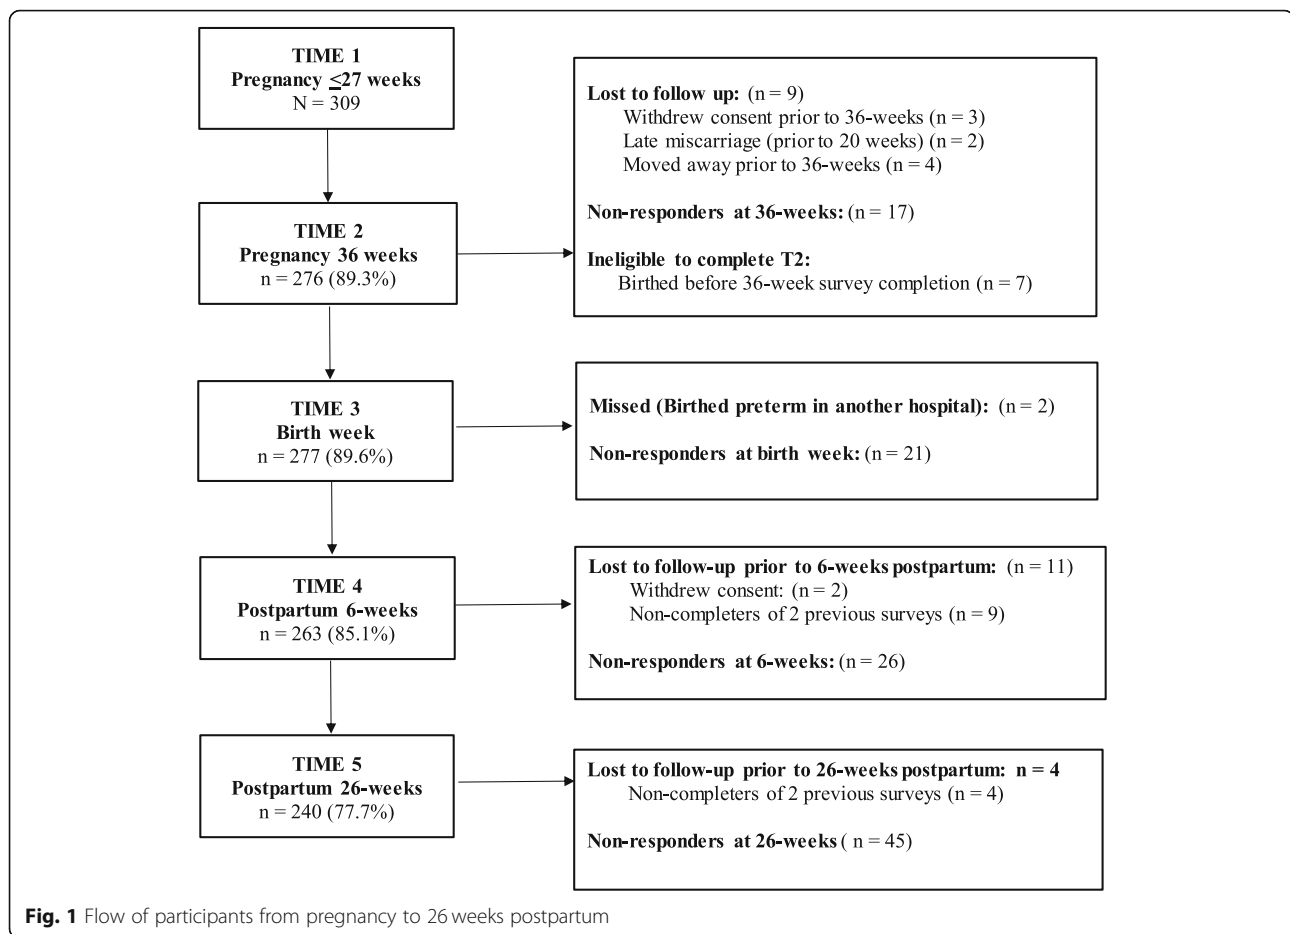 TIME 1
Pregnancy ≤27 weeks
N = 309
Lost to follow up: (n = 9)
Withdrew consent prior to 36-weeks (n = 3)
Late miscarriage (prior to 20 weeks) (n = 2)
Moved away prior to 36-weeks (n = 4)
Non-responders at 36-weeks: (n = 17)
Ineligible to complete T2:
Birthed before 36-week survey completion (n = 7)
TIME 2
Pregnancy 36 weeks
n = 276 (89.3%)
TIME 3
Birth week
n = 277 (89.6%)
Missed (Birthed preterm in another hospital): (n = 2)
Non-responders at birth week: (n = 21)
TIME 4
Postpartum 6-weeks
n = 263 (85.1%)
Lost to follow-up prior to 6-weeks postpartum: (n = 11)
Withdrew consent: (n = 2)
Non-completers of 2 previous surveys (n = 9)
Non-responders at 6-weeks: (n = 26)
TIME 5
Postpartum 26-weeks
n = 240 (77.7%)
Lost to follow-up prior to 26-weeks postpartum: n = 4
Non-completers of 2 previous surveys (n = 4)
Non-responders at 26-weeks ( n = 45)
Fig. 1 Flow of participants from pregnancy to 26 weeks postpartum